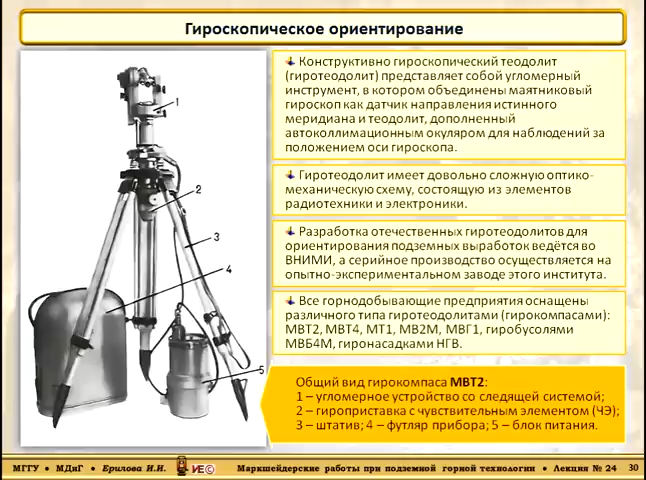 Гироскопическое ориентирование
Конструктивно гироскопический теодолит
(гиротеодолит) представляет собой угломерный
инструмент, в котором объединены маятниковый
гироскоп как датчик направления истинного
меридиана и теодолит, дополненный
автоколлимационным окуляром для наблюдений за
положением оси гироскопа.
Гиротеодолит имеет довольно сложную оптико-
механическую схему, состоящую из элементов
радиотехники и электроники.
Разработка отечественных гиротеодолитов для
ориентирования подземных выработок ведётся во
ВНИМИ, а серийное производство осуществляется на
опытно-экспериментальном заводе этого института.
Все горнодобывающие предприятия оснащены
различного типа гиротеодолитами (гирокомпасами):
МВТ2, МВТ4, МТ1, МВ2М, МВГ1, гиробусолями
МВБ4М, гиронасадками НГВ.
Общий вид гирокомпаса МВТ2:
1 – угломерное устройство со следящей системой;
2 – гироприставка с чувствительным элементом (ЧЭ);
3 – штатив; 4 – футляр прибора; 5 – блок питания.
1
2
3
4
5
МГГУ • МДиГ • Ерилова И.И. ИЕ© Маркшейдерские работы при подземной горной технологии • Лекция № 24 30